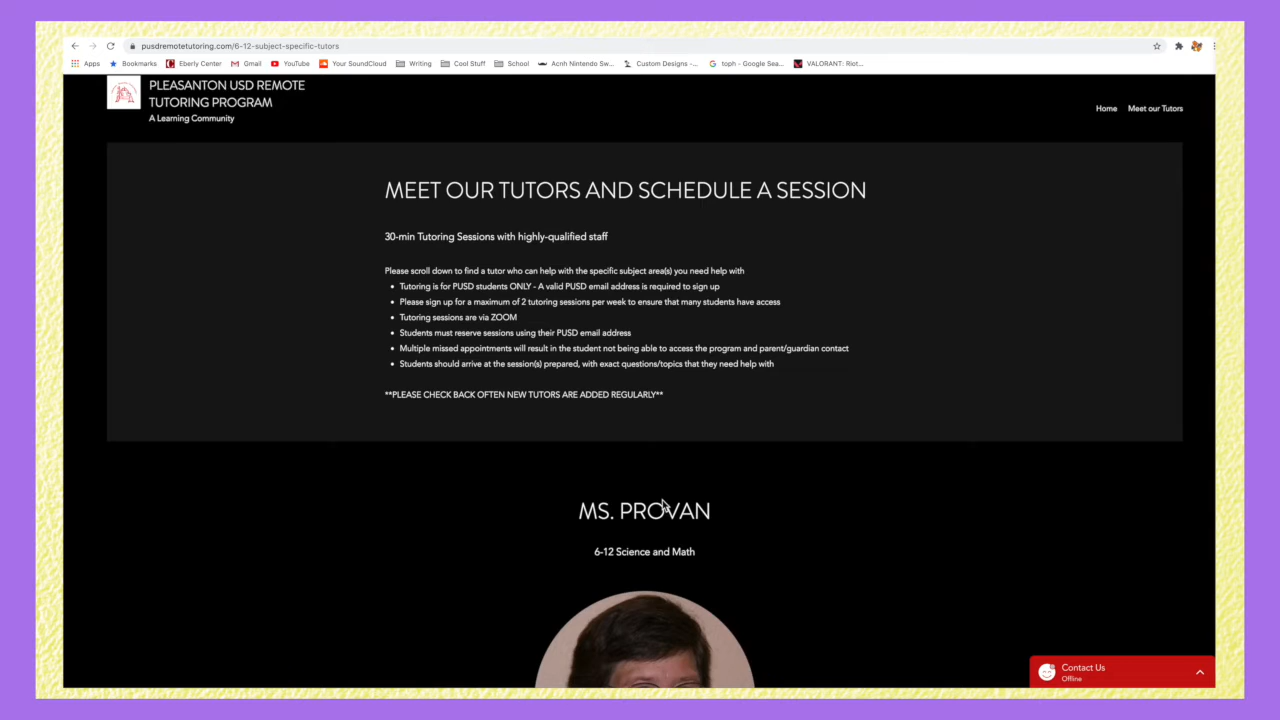 pusdremotetutoring.com/6-12-subject-specific-tutors
Apps Bookmarks Eberly Center Gmail YouTube Your SoundCloud Writing Cool Stuff School Acnh Nintendo Sw... Custom Designs -... toph - Google Sea... VALORANT: Riot...
PLEASANTON USD REMOTE
TUTORING PROGRAM
A Learning Community
Home Meet our Tutors
MEET OUR TUTORS AND SCHEDULE A SESSION
30-min Tutoring Sessions with highly-qualified staff
Please scroll down to find a tutor who can help with the specific subject area(s) you need help with
• Tutoring is for PUSD students ONLY - A valid PUSD email address is required to sign up
• Please sign up for a maximum of 2 tutoring sessions per week to ensure that many students have access
• Tutoring sessions are via ZOOM
• Students must reserve sessions using their PUSD email address
• Multiple missed appointments will result in the student not being able to access the program and parent/guardian contact
• Students should arrive at the session(s) prepared, with exact questions/topics that they need help with
**PLEASE CHECK BACK OFTEN NEW TUTORS ARE ADDED REGULARLY**
MS. PROVAN
6-12 Science and Math
Contact Us
Offline